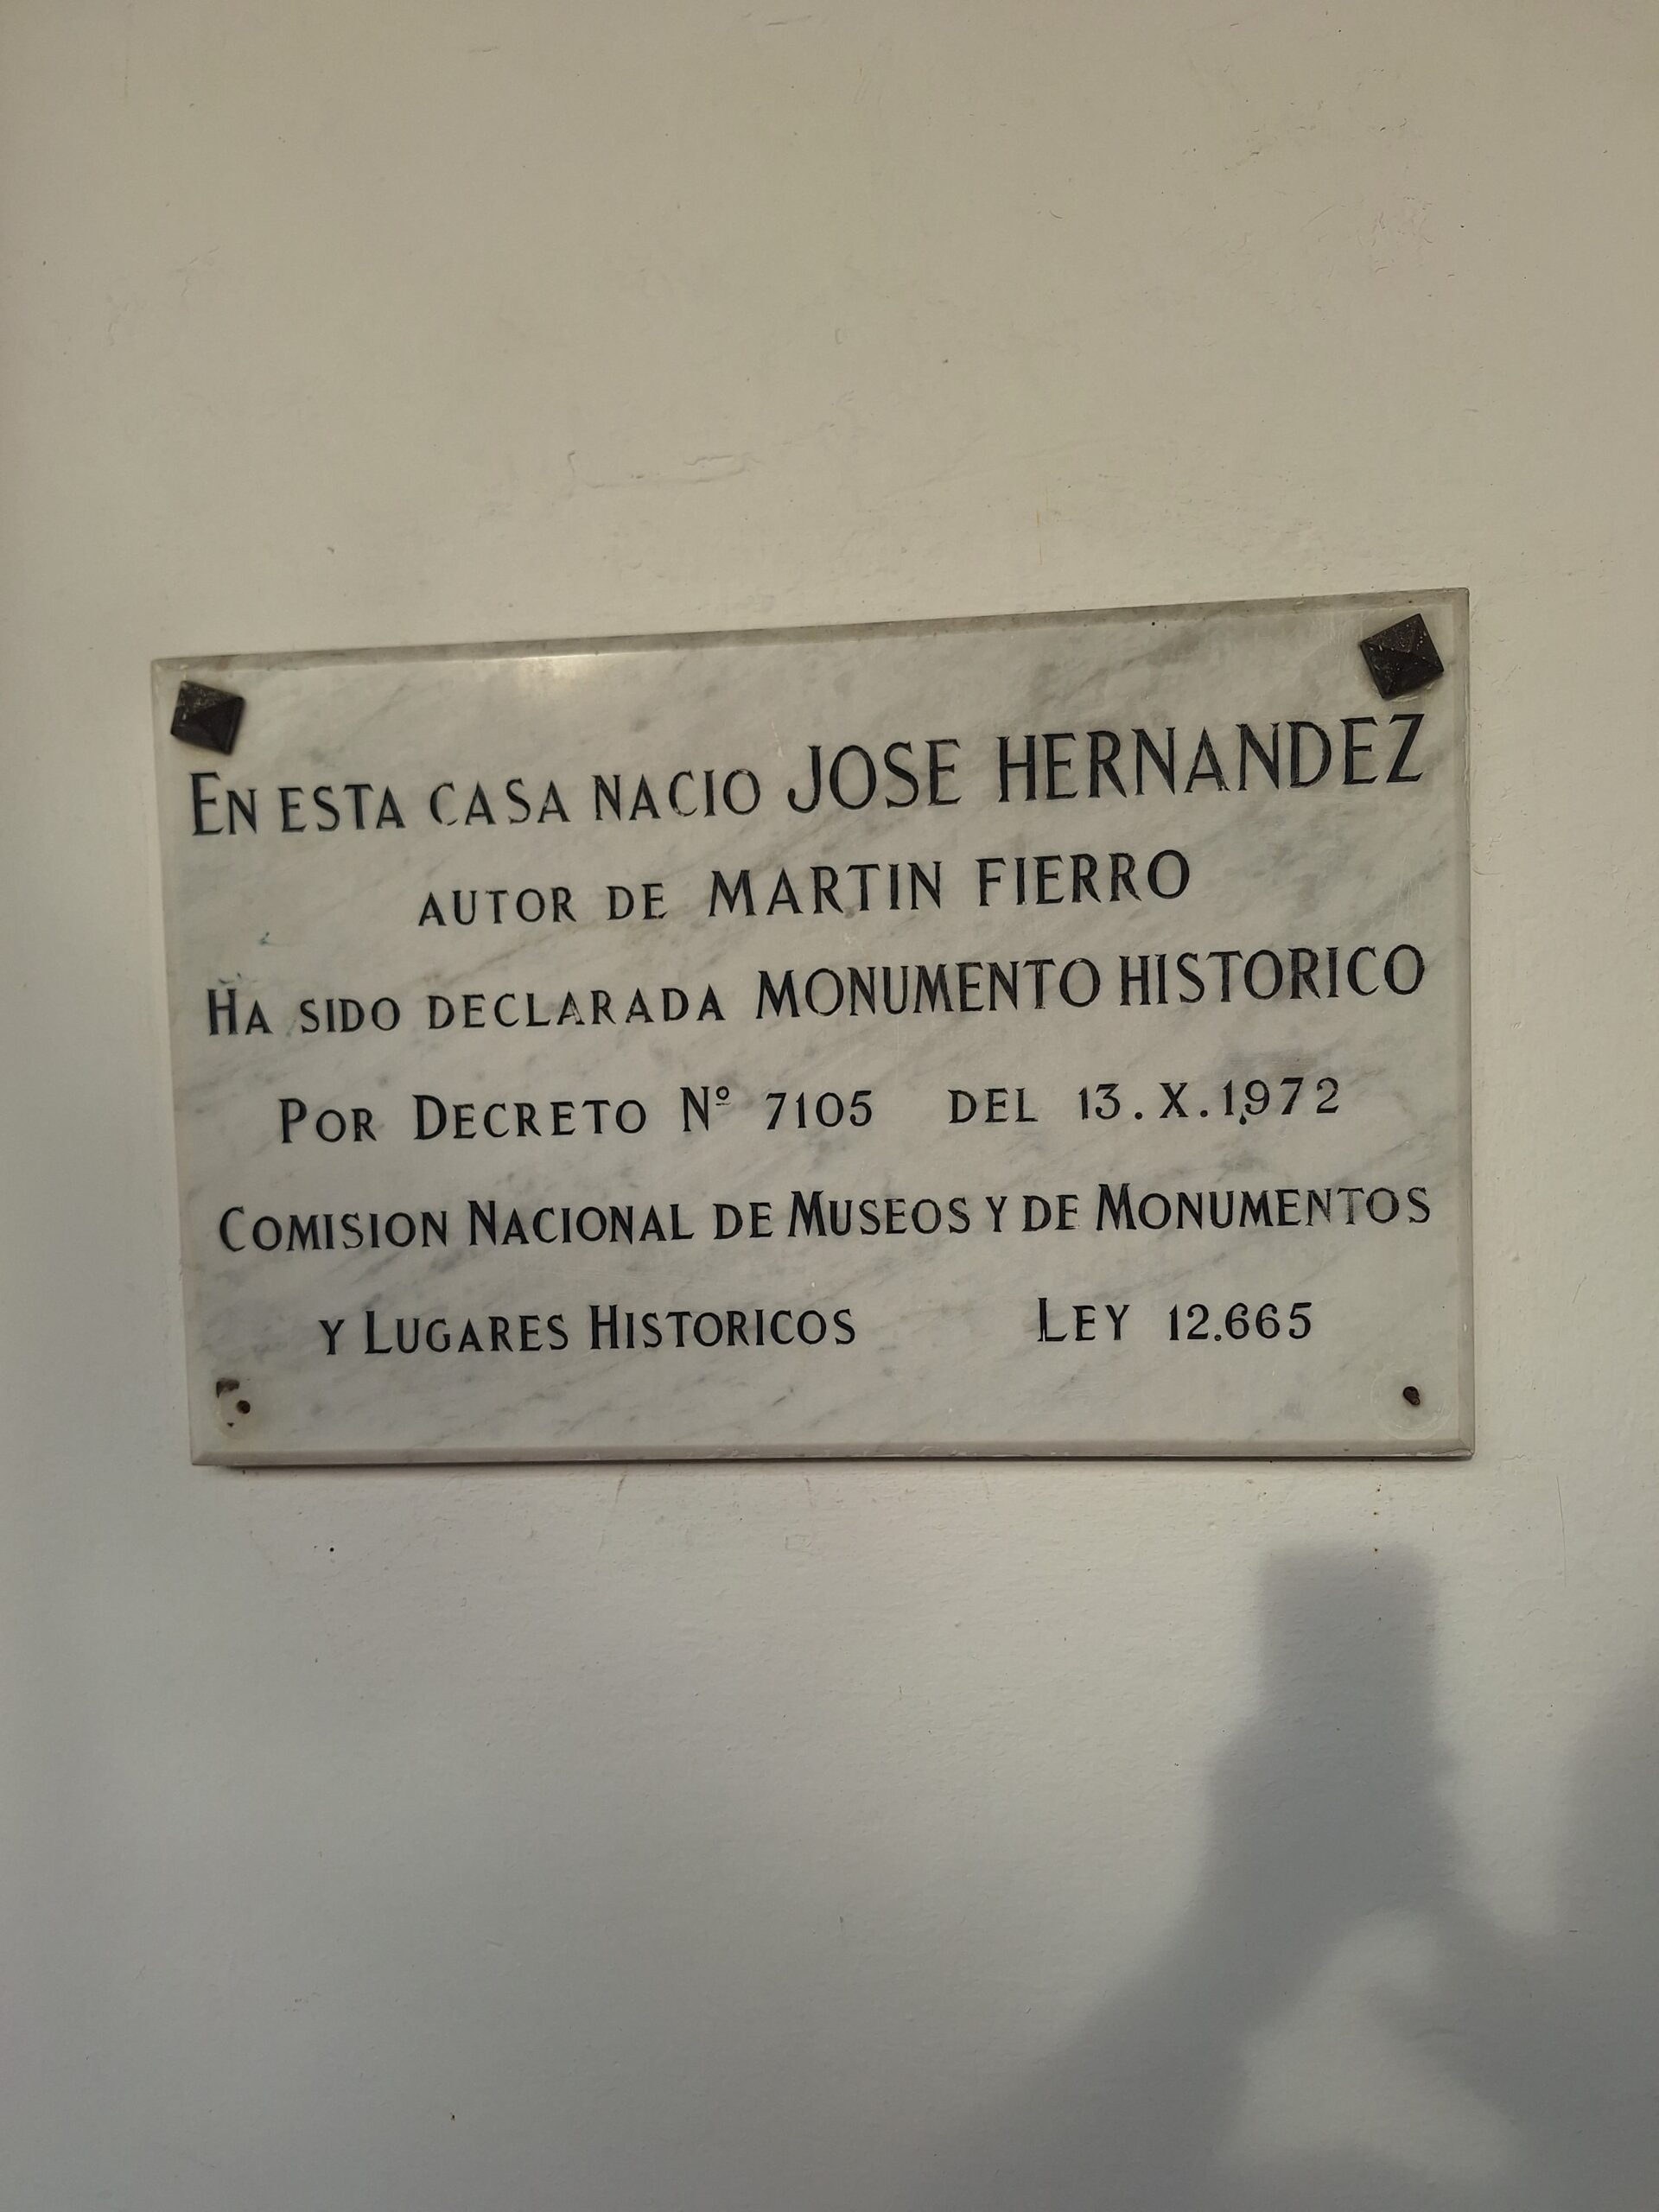 EN ESTA CASA NACIO JOSE HERNANDEZ
AUTOR DE MARTIN FIERRO
HA SIDO DECLARADA MONUMENTO HISTORICO
POR DECRETO Nº 7105 DEL 13.X.1972
COMISION NACIONAL DE MUSEOS Y DE MONUMENTOS
Y LUGARES HISTORICOS LEY 12.665